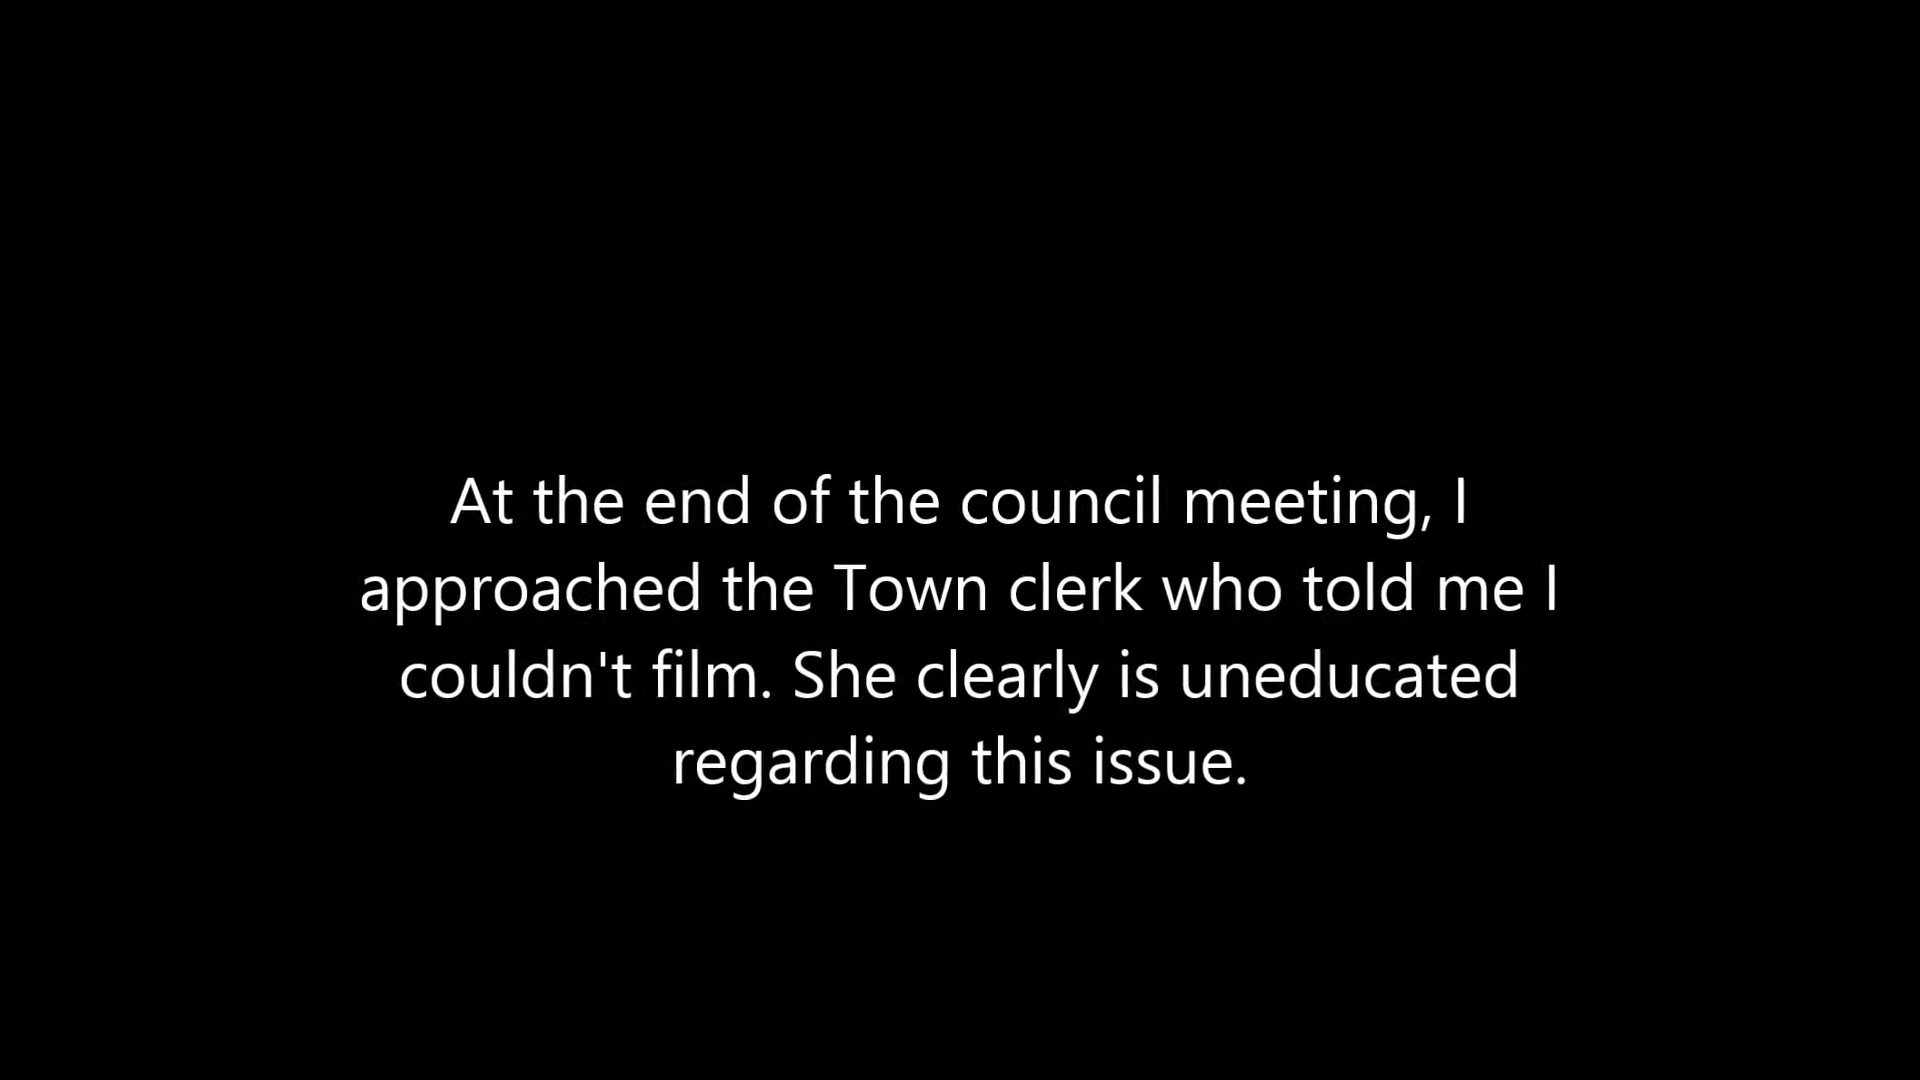 At the end of the council meeting, I
approached the Town clerk who told me I
couldn't film. She clearly is uneducated
regarding this issue.